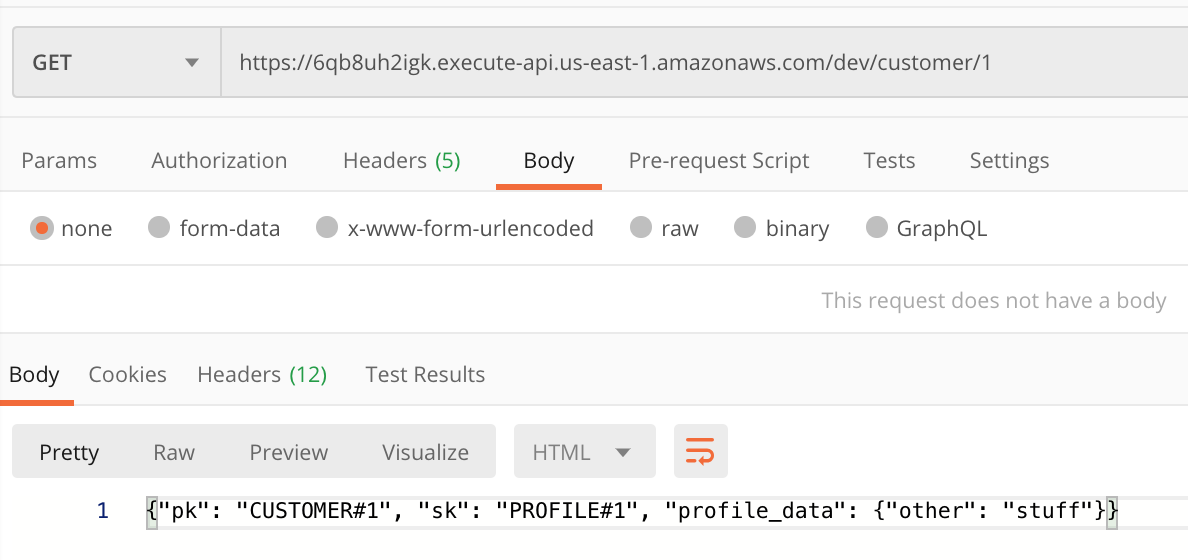 GET https://6qb8uh2igk.execute-api.us-east-1.amazonaws.com/dev/customer/1
Params Authorization Headers (5) Body Pre-request Script Tests Settings
none form-data x-www-form-urlencoded raw binary GraphQL
This request does not have a body
Body Cookies Headers (12) Test Results
Pretty Raw Preview Visualize HTML
1 {"pk": "CUSTOMER#1", "sk": "PROFILE#1", "profile_data": {"other": "stuff"}}